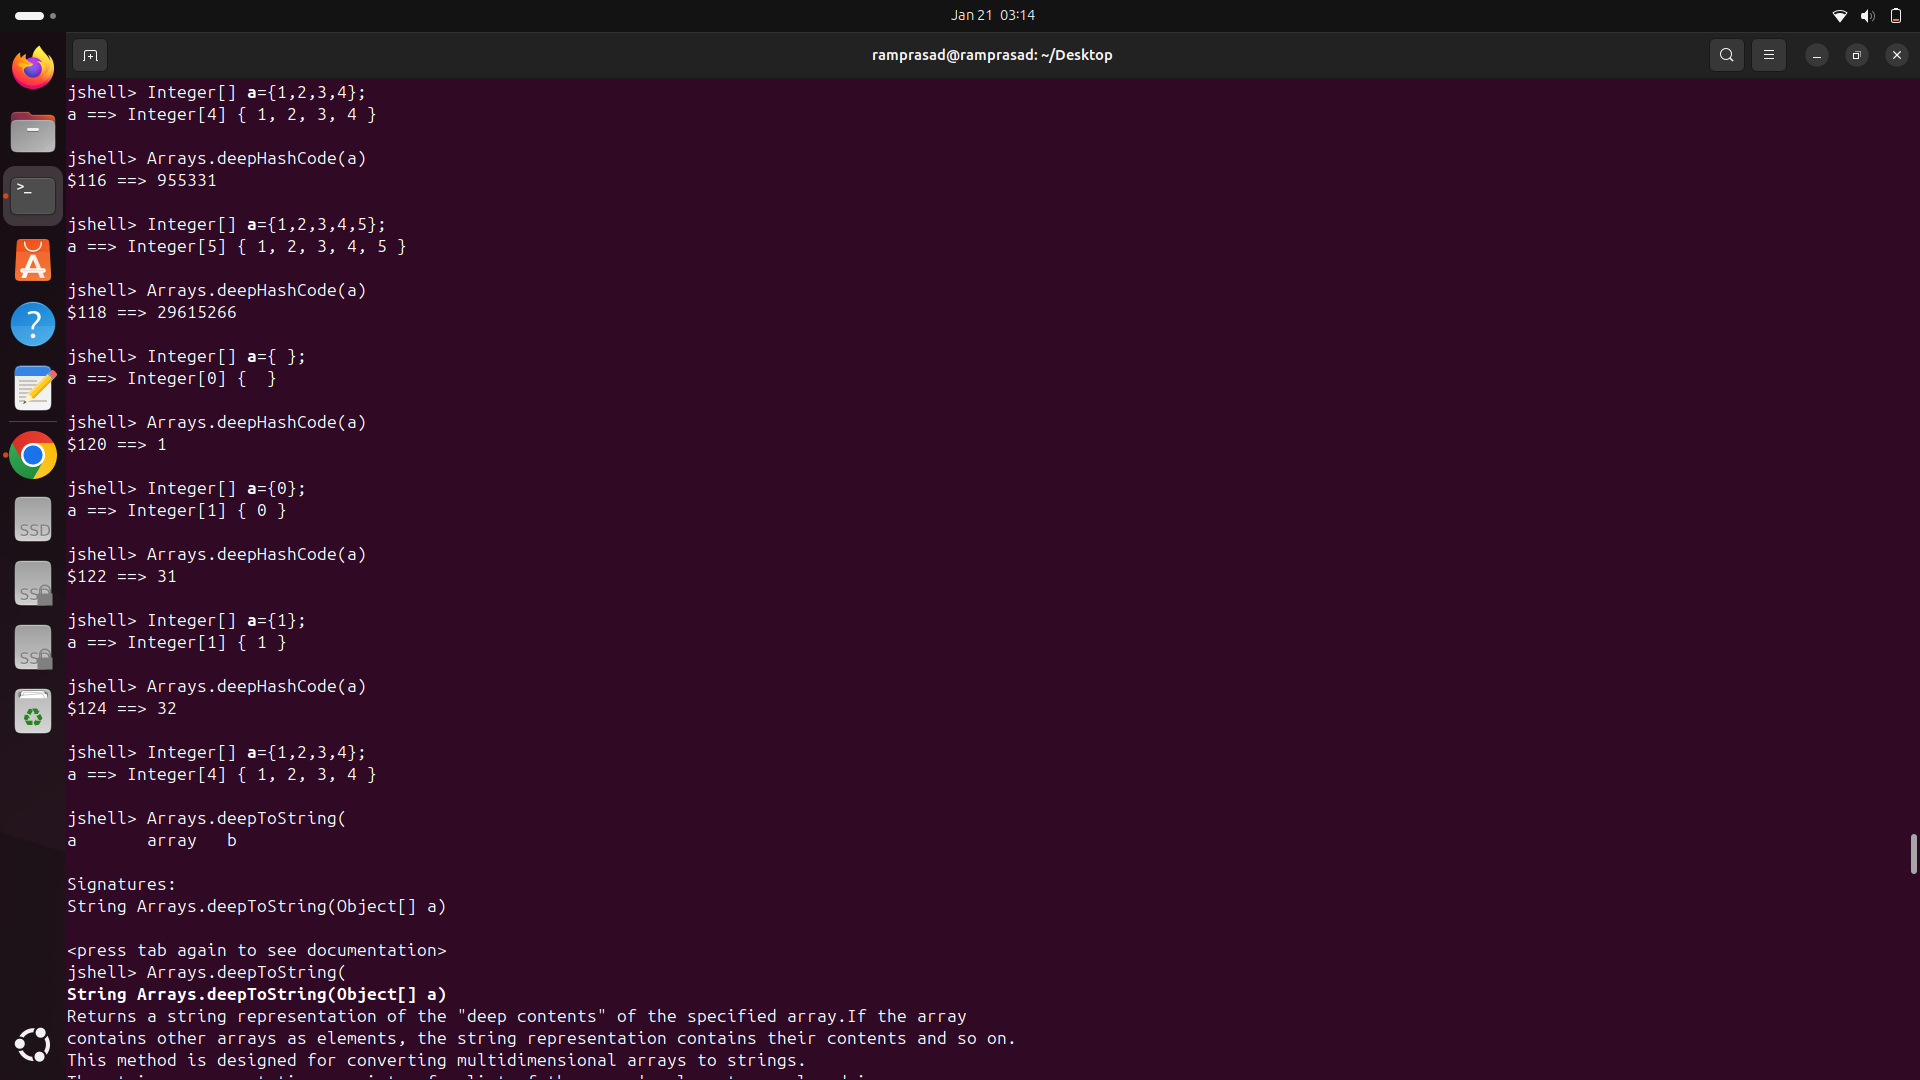 Jan 21 03:14
ramprasad@ramprasad: ~/Desktop
jshell> Integer[] a={1,2,3,4};
a ==> Integer[4] { 1, 2, 3, 4 }
jshell> Arrays.deepHashCode(a)
$116 ==> 955331
jshell> Integer[] a={1,2,3,4,5};
a ==> Integer[5] { 1, 2, 3, 4, 5 }
jshell> Arrays.deepHashCode(a)
$118 ==> 29615266
jshell> Integer[] a={ };
a ==> Integer[0] {  }
jshell> Arrays.deepHashCode(a)
$120 ==> 1
jshell> Integer[] a={0};
a ==> Integer[1] { 0 }
jshell> Arrays.deepHashCode(a)
$122 ==> 31
jshell> Integer[] a={1};
a ==> Integer[1] { 1 }
jshell> Arrays.deepHashCode(a)
$124 ==> 32
jshell> Integer[] a={1,2,3,4};
a ==> Integer[4] { 1, 2, 3, 4 }
jshell> Arrays.deepToString(
a       array   b
Signatures:
String Arrays.deepToString(Object[] a)
<press tab again to see documentation>
jshell> Arrays.deepToString(
String Arrays.deepToString(Object[] a)
Returns a string representation of the "deep contents" of the specified array.If the array
contains other arrays as elements, the string representation contains their contents and so on.
This method is designed for converting multidimensional arrays to strings.
>_
?
SSD